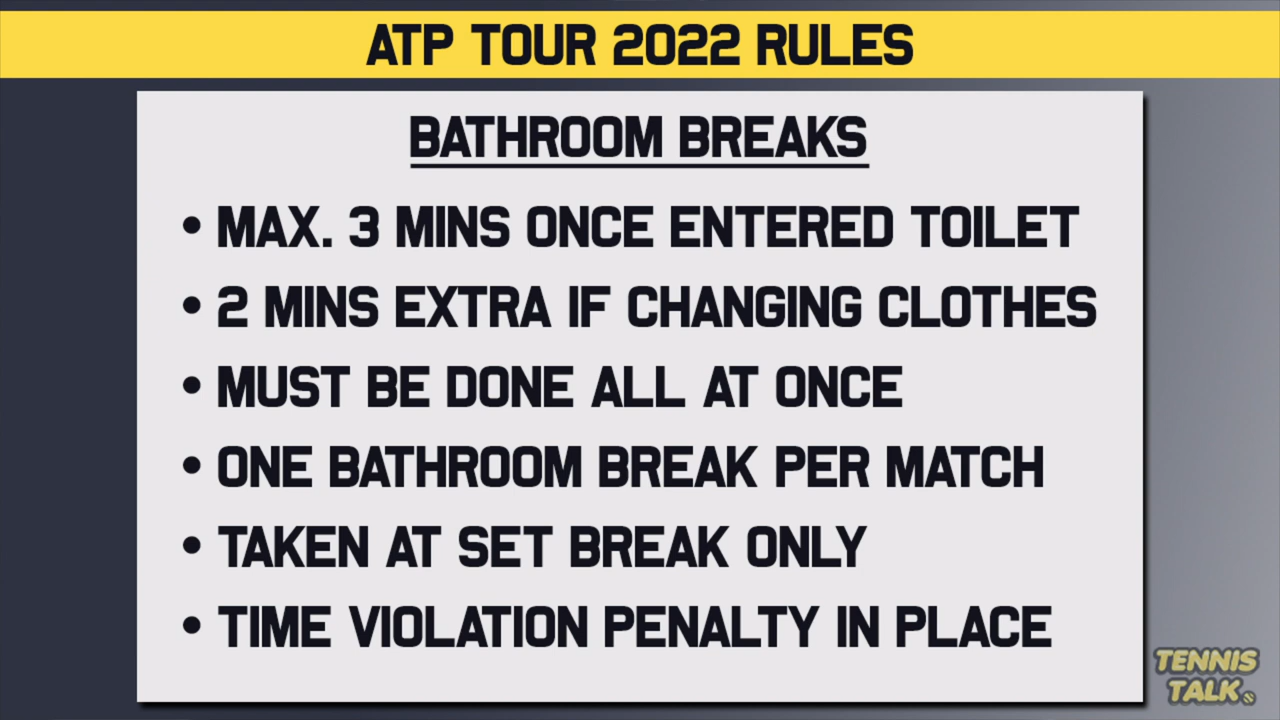 ATP TOUR 2022 RULES
BATHROOM BREAKS
• MAX. 3 MINS ONCE ENTERED TOILET
• 2 MINS EXTRA IF CHANGING CLOTHES
• MUST BE DONE ALL AT ONCE
• ONE BATHROOM BREAK PER MATCH
• TAKEN AT SET BREAK ONLY
• TIME VIOLATION PENALTY IN PLACE
TENNIS
TALK